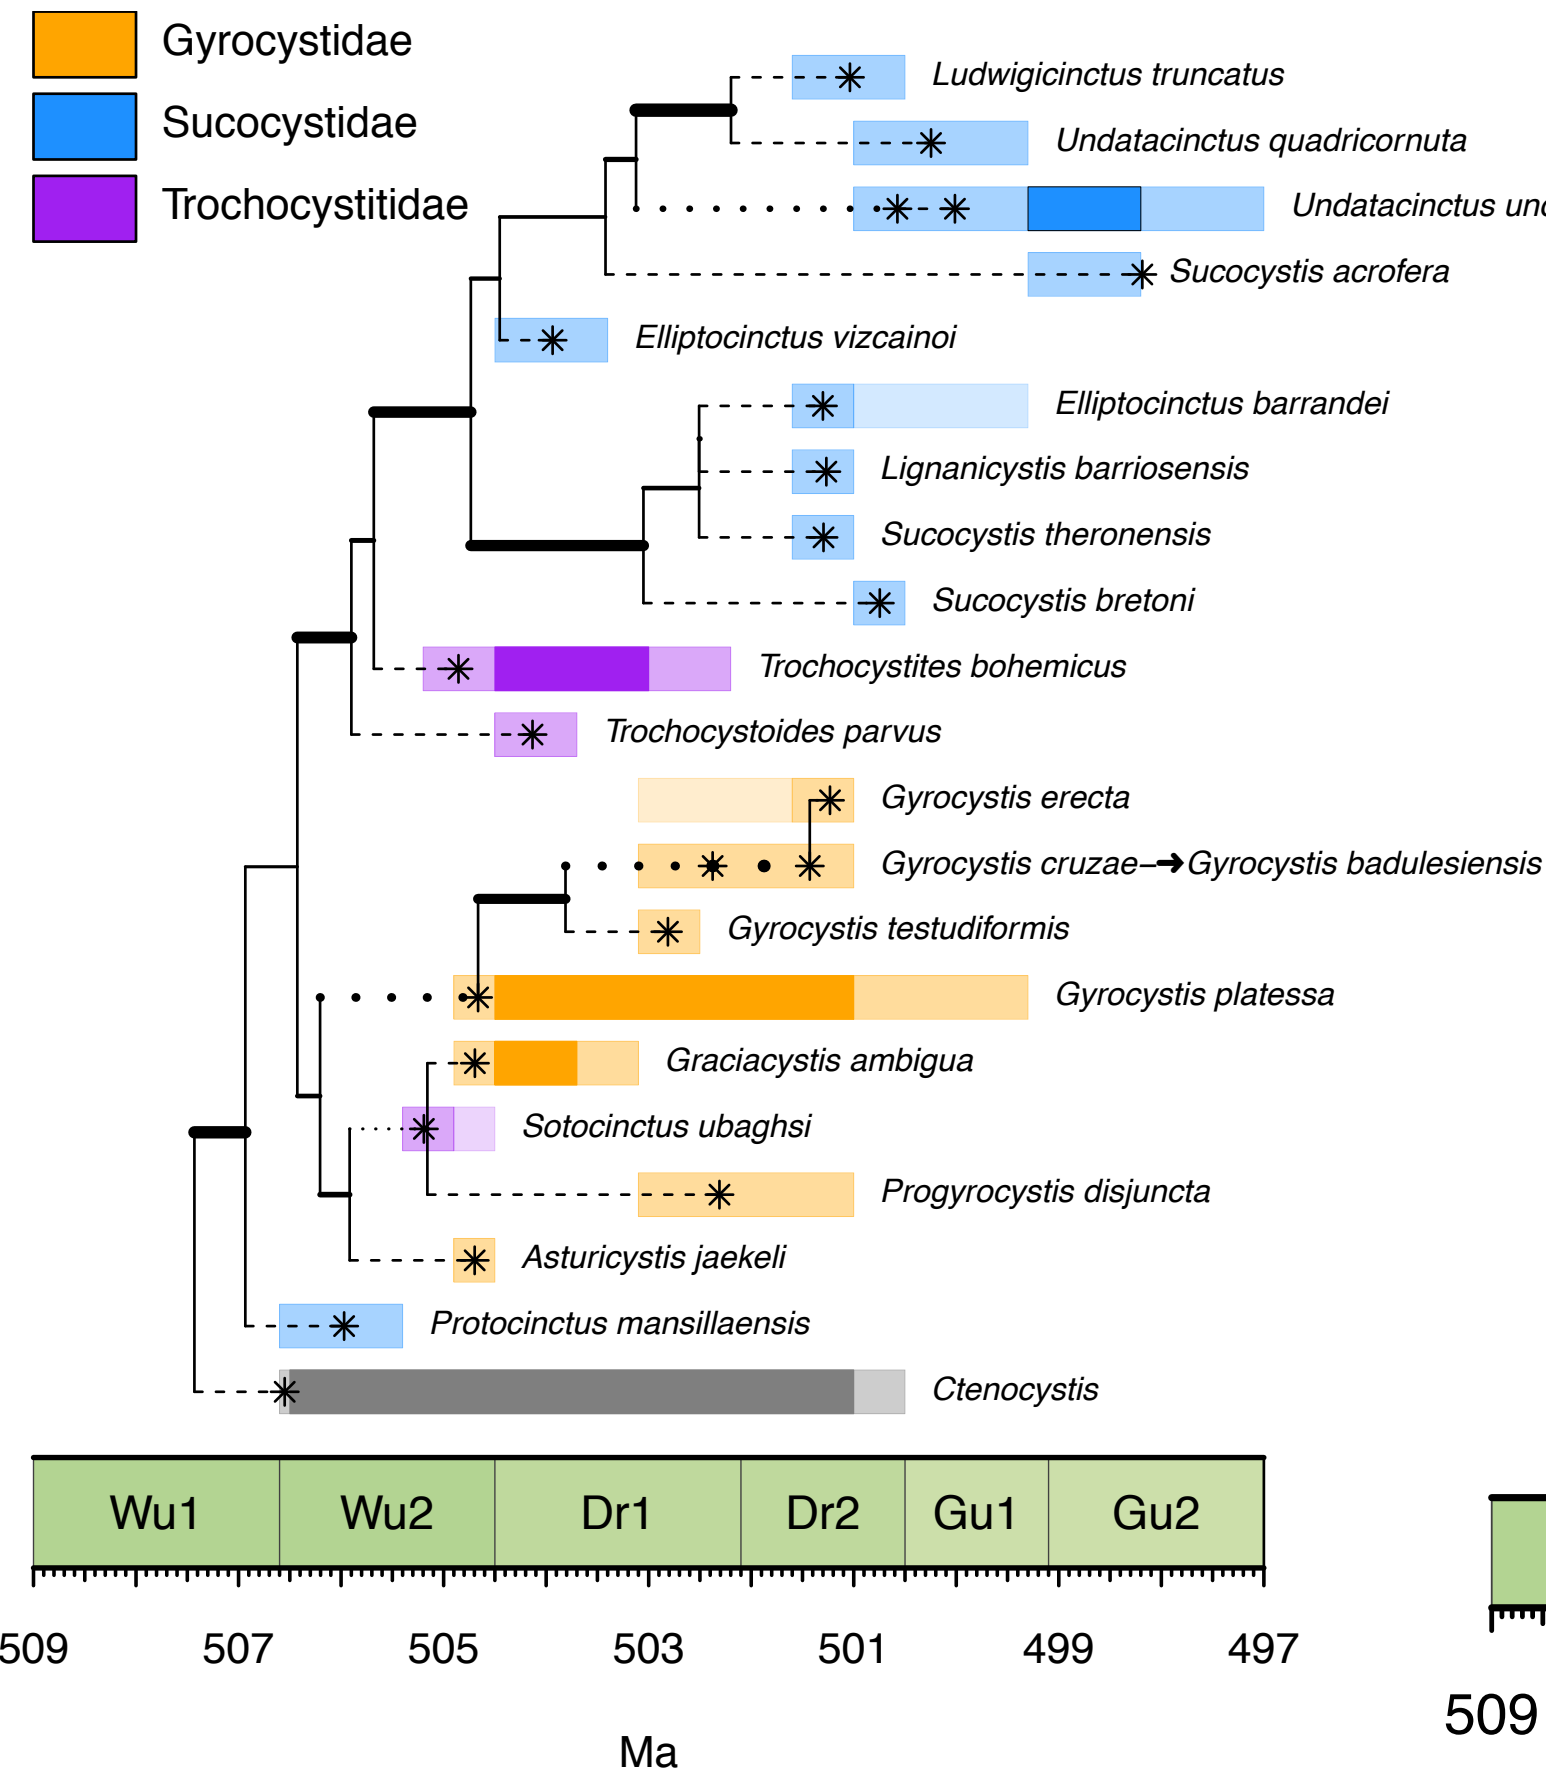 Gyrocystidae
Sucocystidae
Trochocystitidae
Ludwigicinctus truncatus
Undatacinctus quadricornuta
Undatacinctus
Sucocystis acrofera
Elliptocinctus vizcainoi
Elliptocinctus barrandei
Lignanicystis barriosensis
Sucocystis theronensis
Sucocystis bretoni
Trochocystites bohemicus
Trochocystoides parvus
Gyrocystis erecta
Gyrocystis cruzae–➔Gyrocystis badulesiensis
Gyrocystis testudiformis
Gyrocystis platessa
Graciacystis ambigua
Sotocinctus ubaghsi
Progyrocystis disjuncta
Asturicystis jaekeli
Protocinctus mansillaensis
Ctenocystis
Wu1 Wu2 Dr1 Dr2 Gu1 Gu2
509 507 505 503 501 499 497
509
Ma